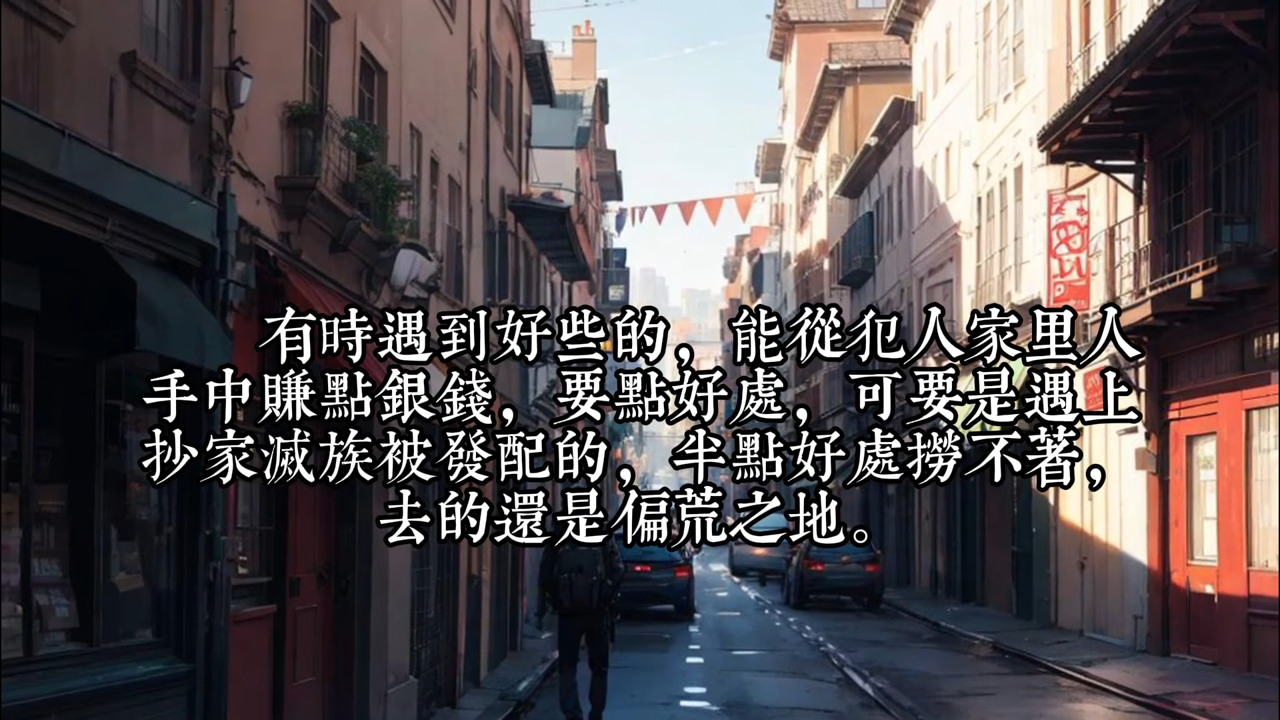 有時遇到好些的，能從犯人家里人
手中賺點銀錢，要點好處，可要是遇上
抄家滅族被發配的，半點好處撈不著，
去的還是偏荒之地。